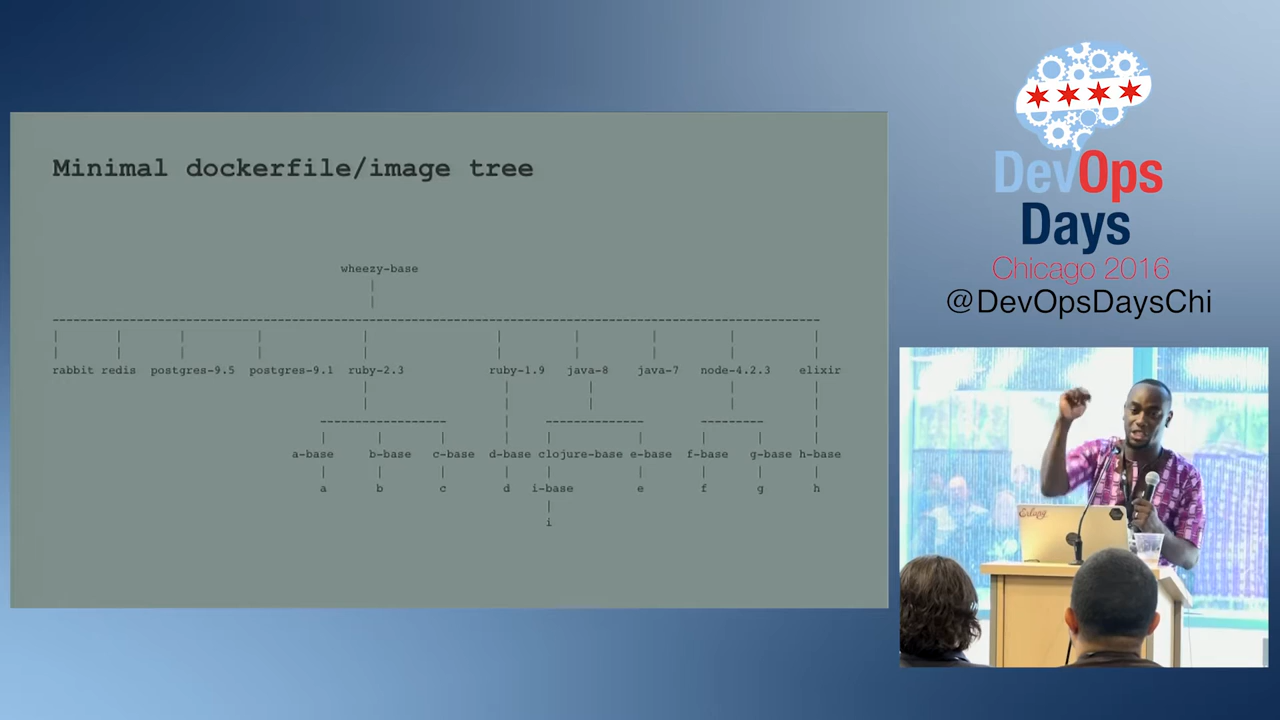 Minimal dockerfile/image tree
wheezy-base
rabbit redis postgres-9.5 postgres-9.1 ruby-2.3 ruby-1.9 java-8 java-7 node-4.2.3 elixir
a-base b-base c-base d-base clojure-base e-base f-base g-base h-base
a b c d i-base e f g h
i
DevOps
Days
Chicago 2016
@DevOpsDaysChi
Erlang